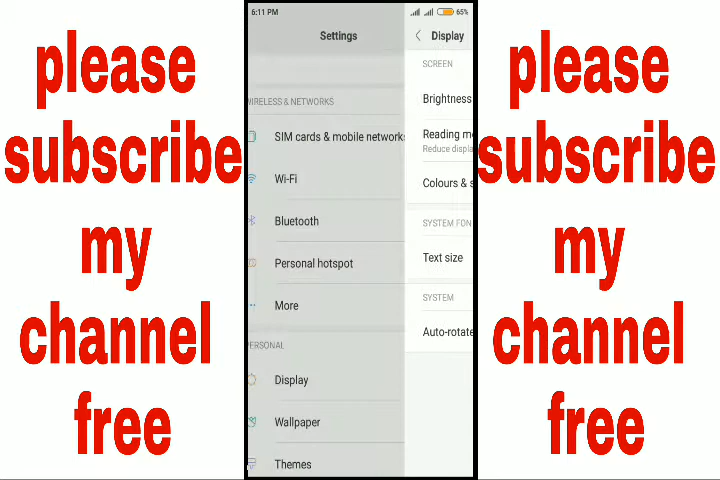 please
subscribe
my
channel
free
6:11 PM
65%
Settings
WIRELESS & NETWORKS
SIM cards & mobile networks
Wi-Fi
Bluetooth
Personal hotspot
More
PERSONAL
Display
Wallpaper
Themes
Display
SCREEN
Brightness
Reading m
Reduce displa
Colours & s
SYSTEM FON
Text size
SYSTEM
Auto-rotate
please
subscribe
my
channel
free